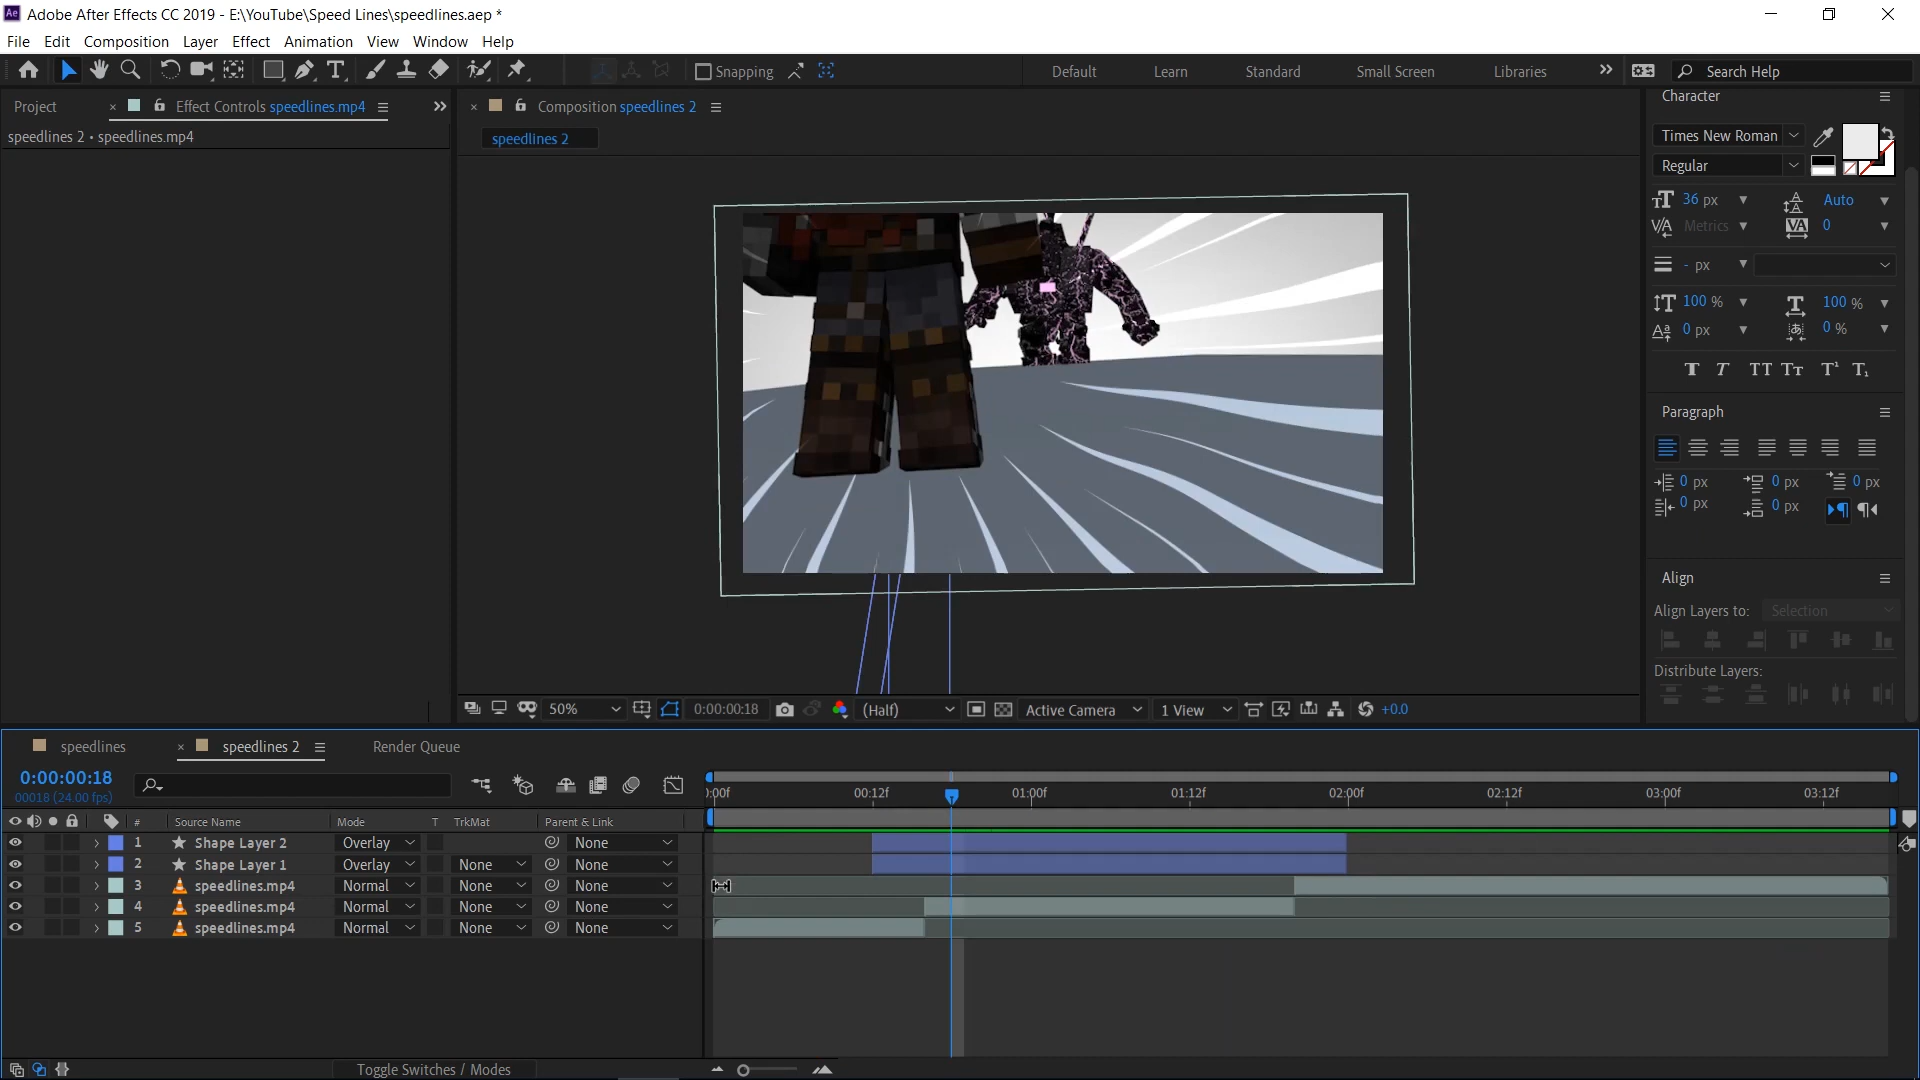 Ae Adobe After Effects CC 2019 - E:\YouTube\Speed Lines\speedlines.aep *
File Edit Composition Layer Effect Animation View Window Help
Snapping Default Learn Standard Small Screen Libraries Search Help
Project Effect Controls speedlines.mp4
Composition speedlines 2
Character
speedlines 2 • speedlines.mp4
speedlines 2
Times New Roman
Regular
36 px Auto
Metrics 0
- px
100 % 100 %
0 px 0 %
T T TT Tт T¹ T₁
Paragraph
0 px 0 px 0 px
0 px 0 px
Align
Align Layers to: Selection
Distribute Layers:
50% 0:00:00:18 (Half) Active Camera 1 View +0.0
speedlines speedlines 2 Render Queue
0:00:00:18
00018 (24.00 fps)
):00f 00:12f 01:00f 01:12f 02:00f 02:12f 03:00f 03:12f
# Source Name Mode T TrkMat Parent & Link
1 Shape Layer 2 Overlay None
2 Shape Layer 1 Overlay None None
3 speedlines.mp4 Normal None None
4 speedlines.mp4 Normal None None
5 speedlines.mp4 Normal None None
Toggle Switches / Modes